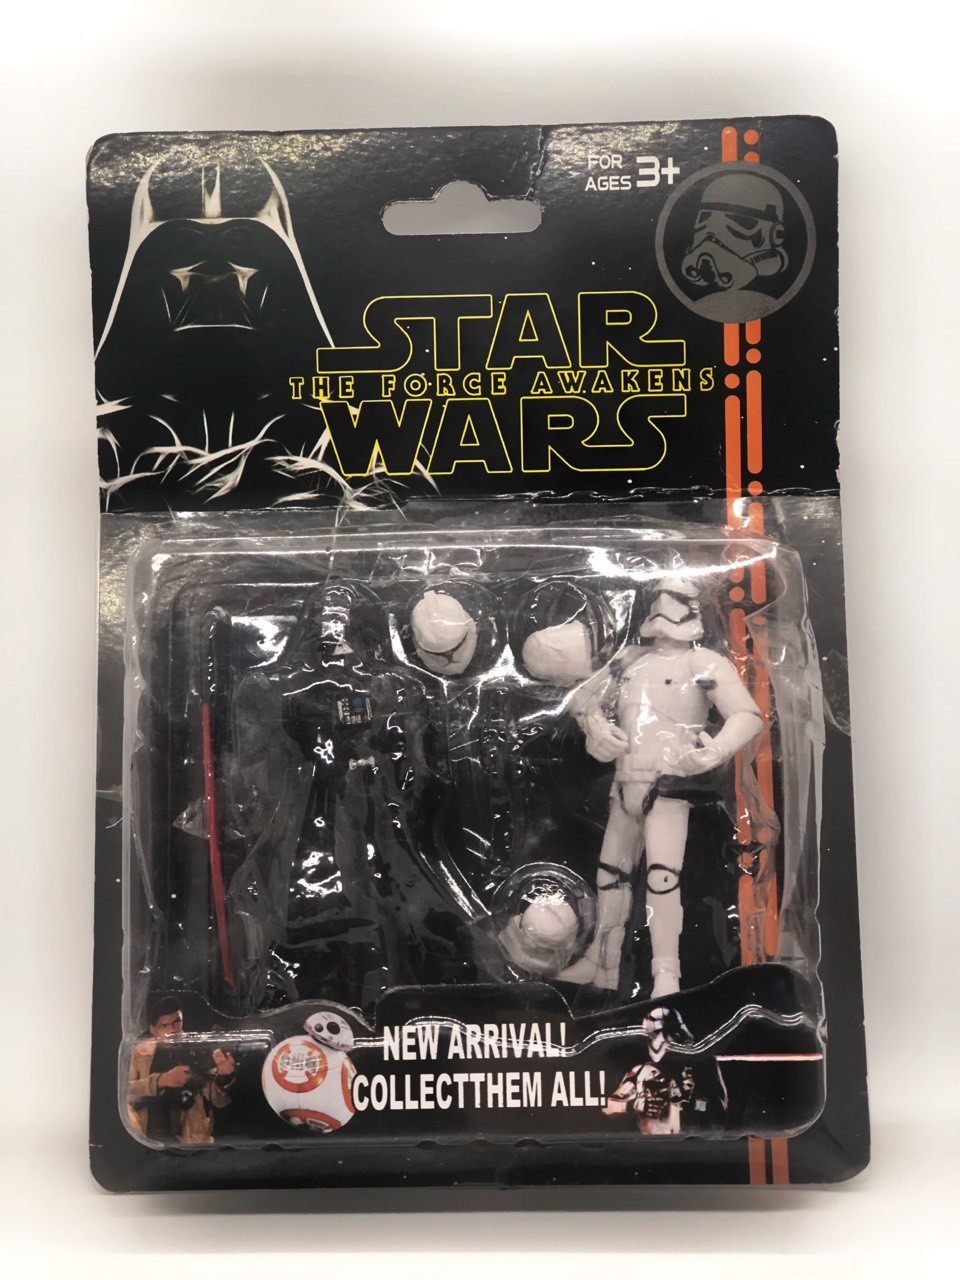 FOR
AGES 3+
STAR
THE FORCE AWAKENS
WARS
NEW ARRIVAL!
COLLECTTHEM ALL!